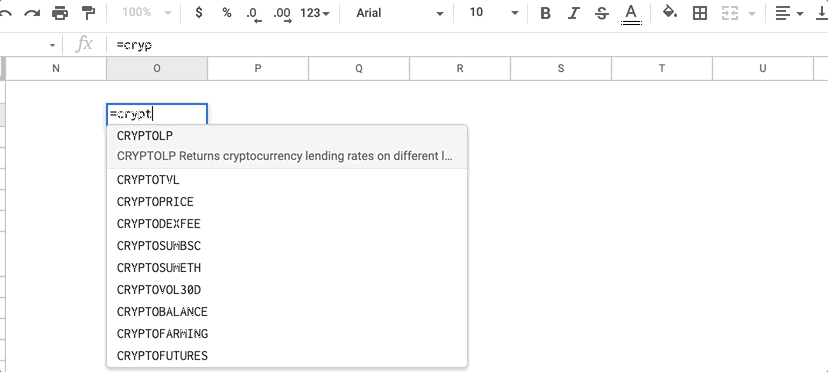 100% $ % .0 .00 123 Arial 10 B I S A
fx =cryp
N O P Q R S T U
=crypt
CRYPTOLP
CRYPTOLP Returns cryptocurrency lending rates on different l...
CRYPTOTVL
CRYPTOPRICE
CRYPTODEXFEE
CRYPTOSUMBSC
CRYPTOSUMETH
CRYPTOVOL30D
CRYPTOBALANCE
CRYPTOFARMING
CRYPTOFUTURES